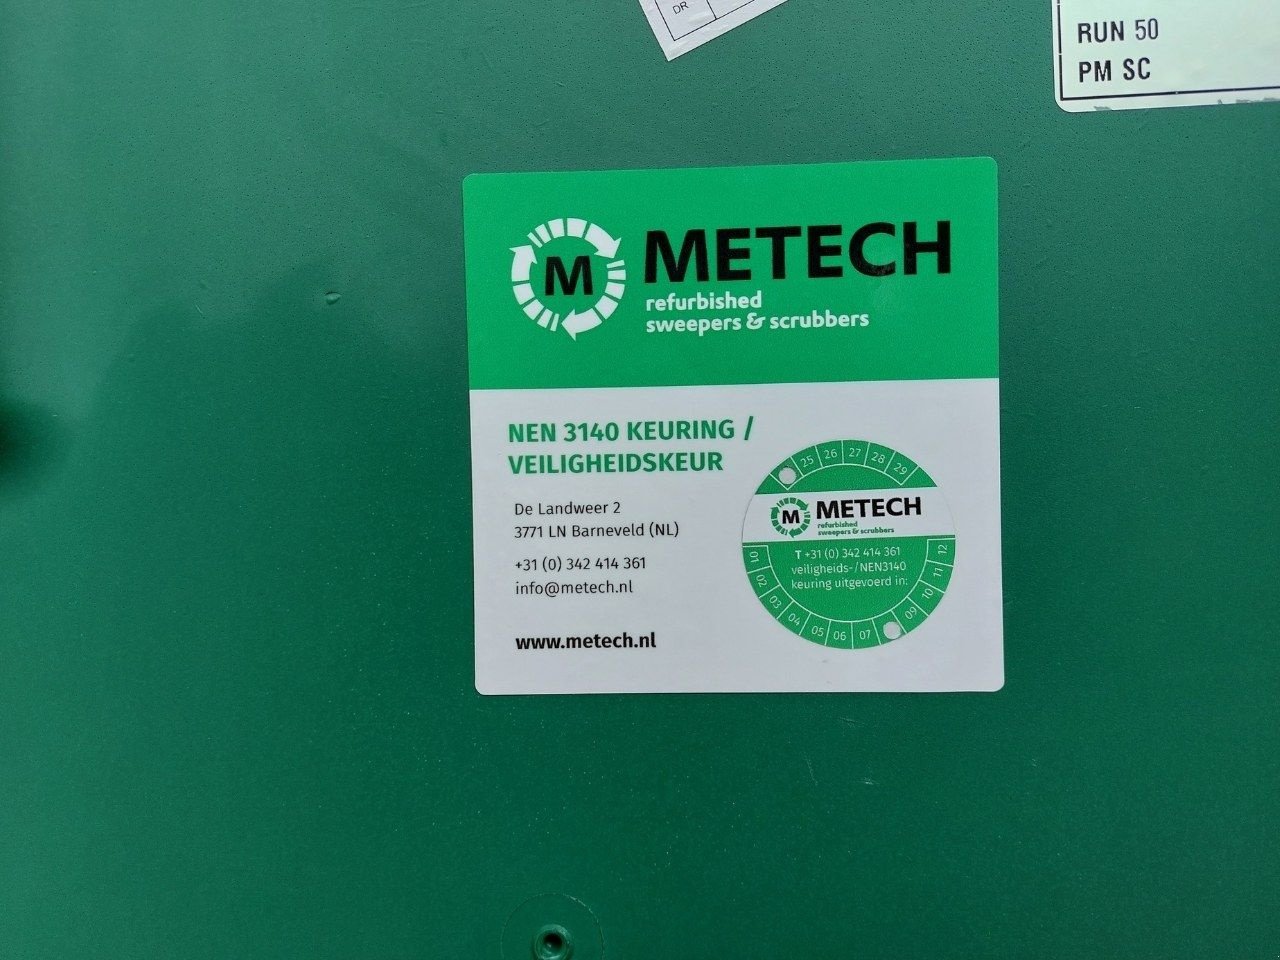 DR
RUN 50
PM SC
M METECH
refurbished
sweepers & scrubbers
NEN 3140 KEURING /
VEILIGHEIDSKEUR
De Landweer 2
3771 LN Barneveld (NL)
+31 (0) 342 414 361
info@metech.nl
www.metech.nl
25 26 27 28 29
M METECH
refurbished
sweepers & scrubbers
T +31 (0) 342 414 361
veiligheids-/NEN3140
keuring uitgevoerd in:
01 02 03 04 05 06 07 09 10 11 12